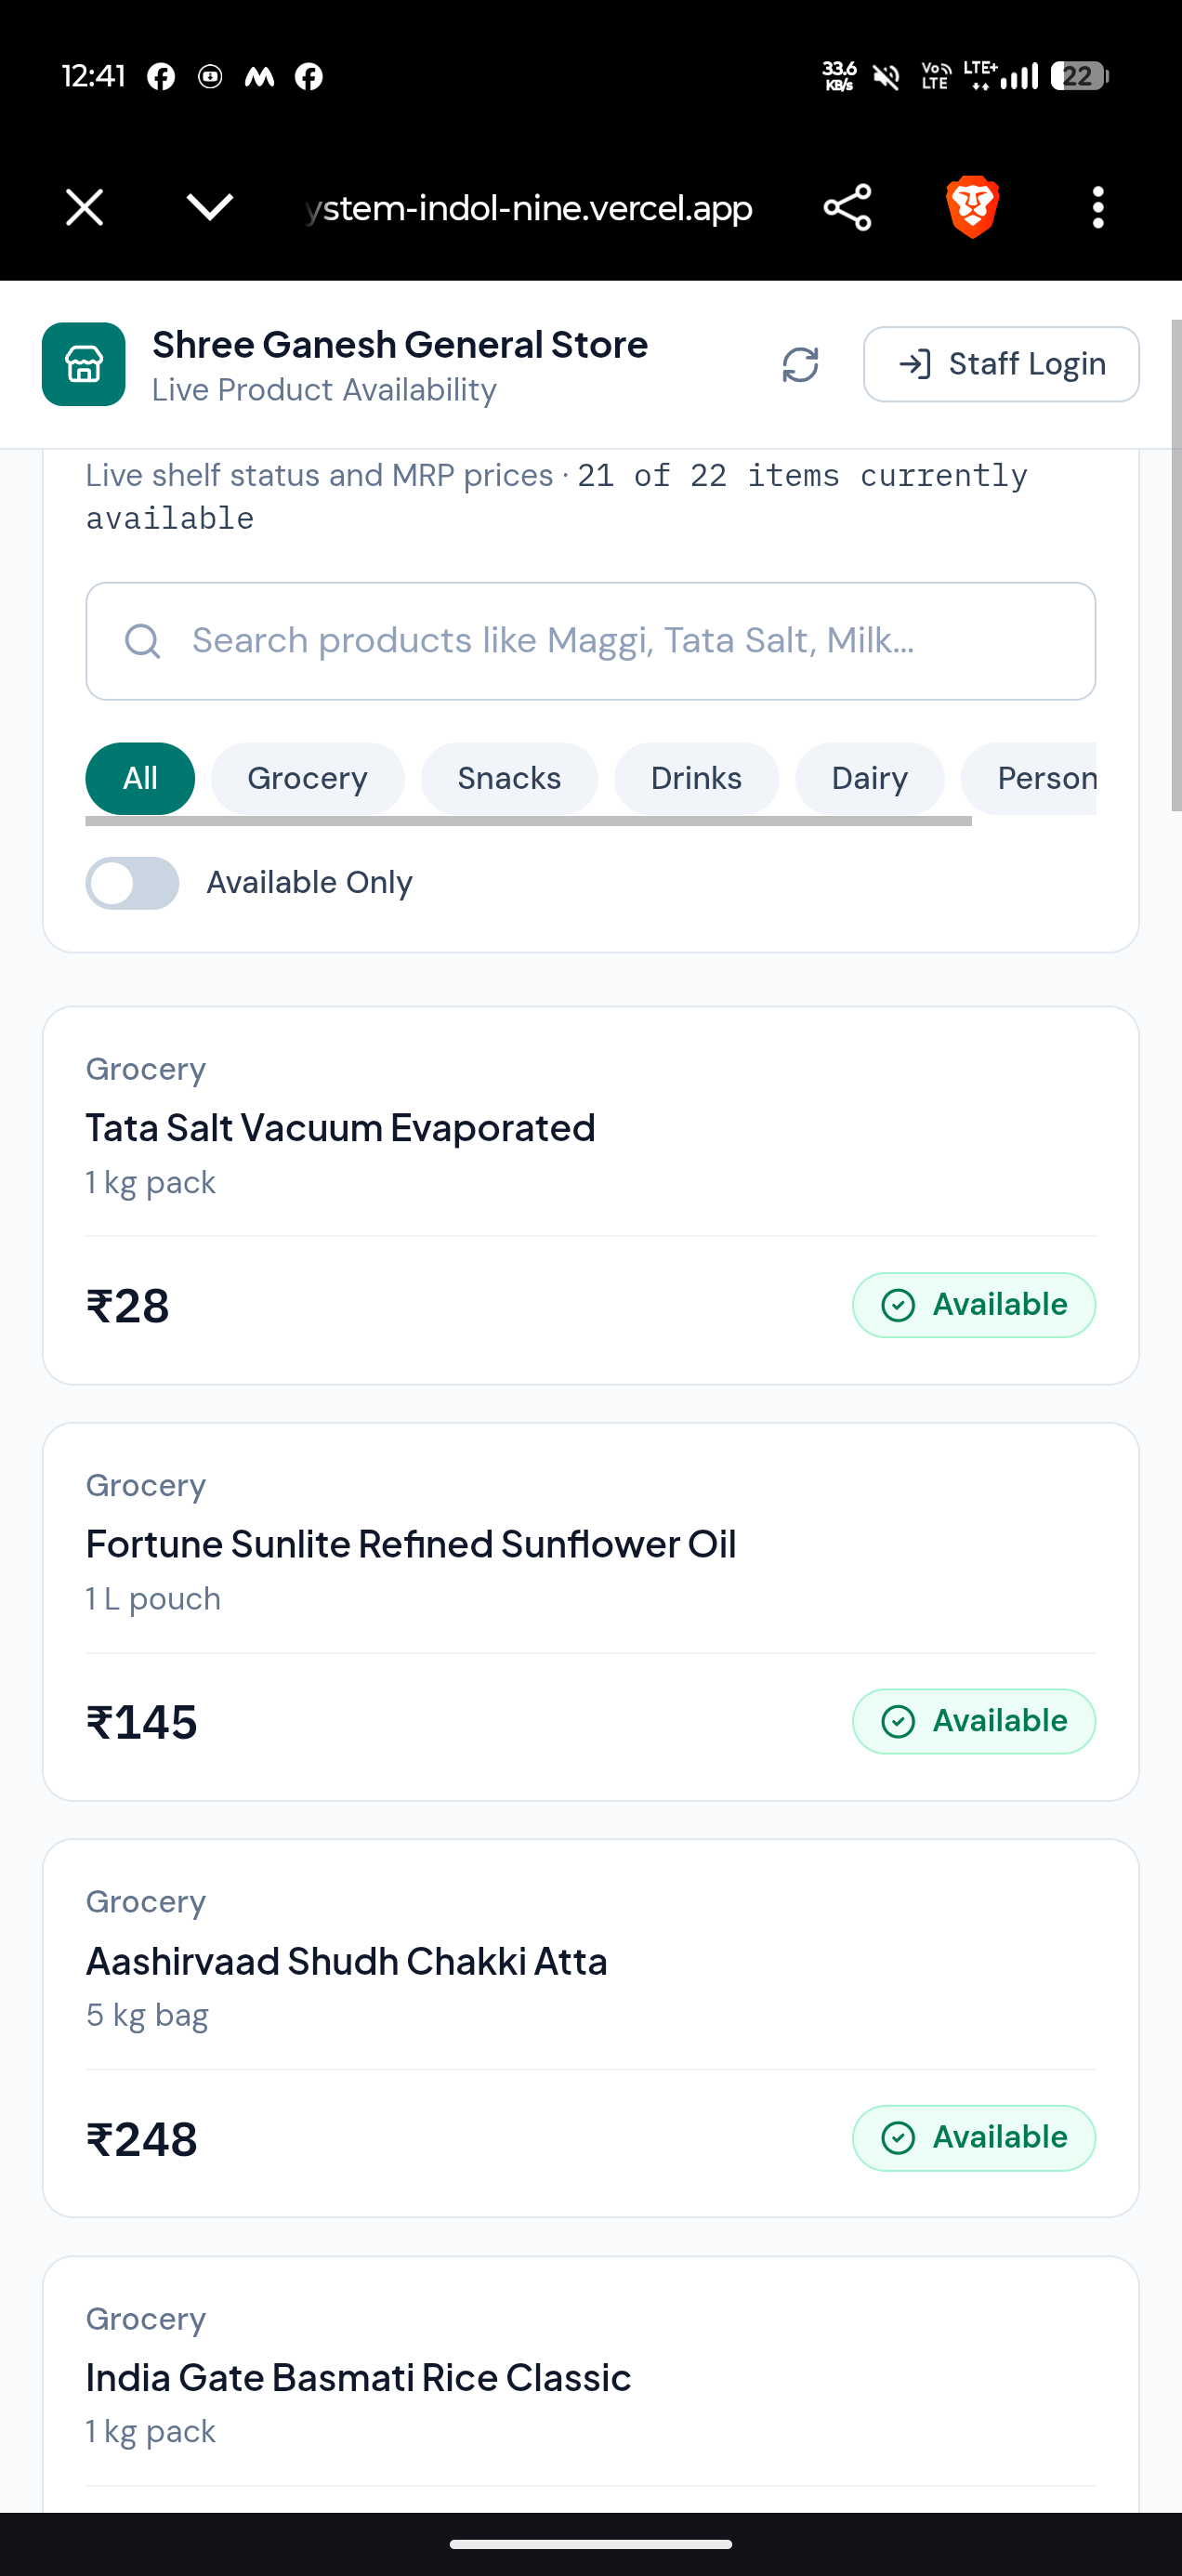 12:41
33.6 KB/s
Vo LTE
LTE+
22
ystem-indol-nine.vercel.app
Shree Ganesh General Store
Live Product Availability
Staff Login
Live shelf status and MRP prices · 21 of 22 items currently
available
Search products like Maggi, Tata Salt, Milk...
All
Grocery
Snacks
Drinks
Dairy
Person
Available Only
Grocery
Tata Salt Vacuum Evaporated
1 kg pack
₹28
Available
Grocery
Fortune Sunlite Refined Sunflower Oil
1 L pouch
₹145
Available
Grocery
Aashirvaad Shudh Chakki Atta
5 kg bag
₹248
Available
Grocery
India Gate Basmati Rice Classic
1 kg pack